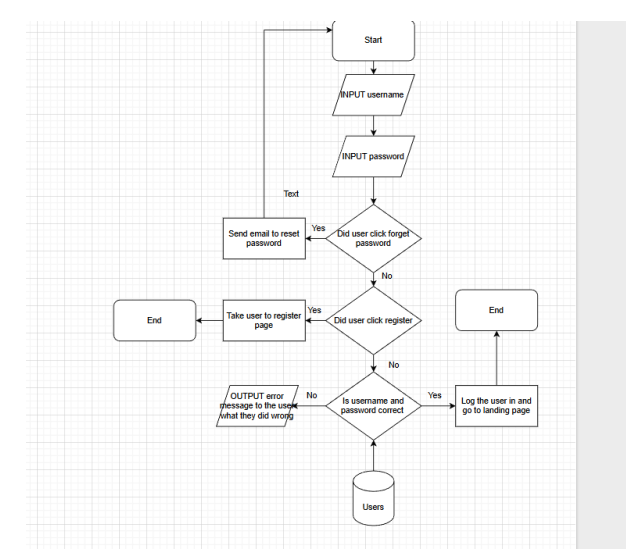 Start
INPUT username
INPUT password
Text
Send email to reset
password
Yes
Did user click forget
password
No
End
Take user to register
page
Yes
Did user click register
End
No
OUTPUT error
message to the user
what they did wrong
No
Is username and
password correct
Yes
Log the user in and
go to landing page
Users